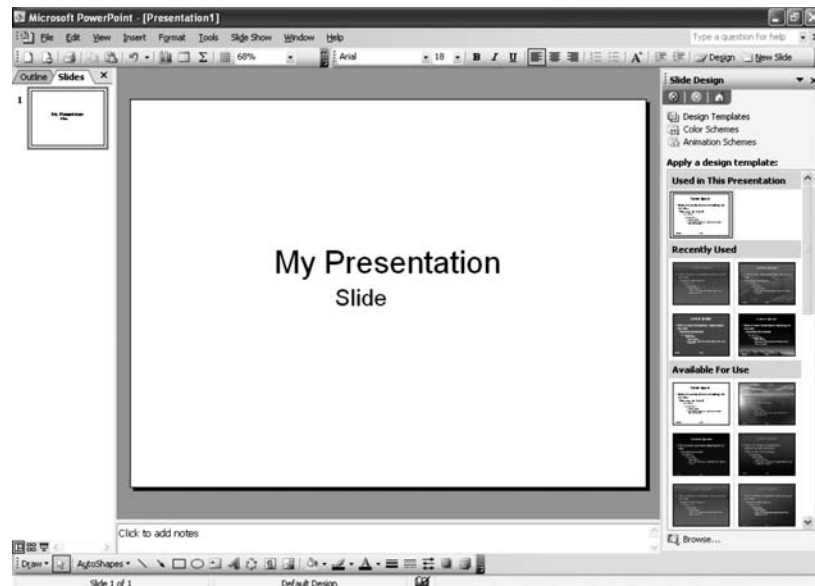 Microsoft PowerPoint - [Presentation1]
File Edit View Insert Format Tools Slide Show Window Help
Type a question for help
68%
Arial
18
B I U
Design
New Slide
Outline
Slides
Slide Design
1
My Presentation
Slide
Design Templates
Color Schemes
Animation Schemes
Apply a design template:
Used in This Presentation
Recently Used
Available For Use
My Presentation
Slide
Browse...
Click to add notes
Draw
AutoShapes
Slide 1 of 1
Default Design